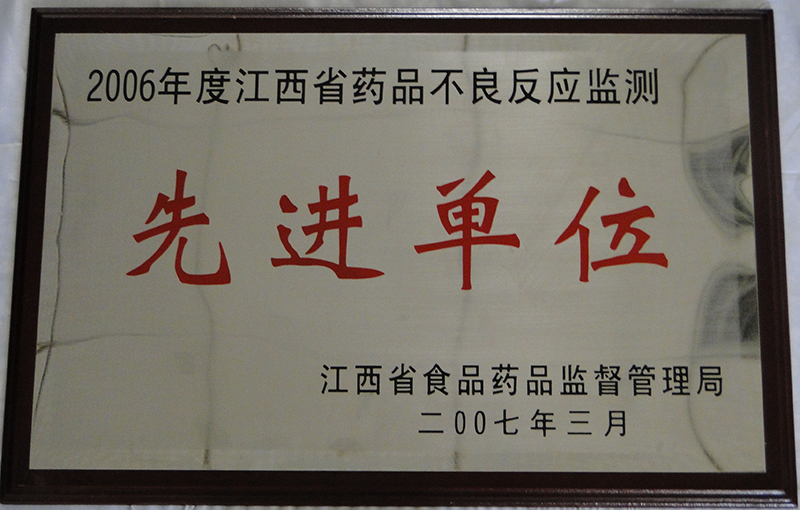 2006年度江西省药品不良反应监测
先进单位
江西省食品药品监督管理局
二00七年三月